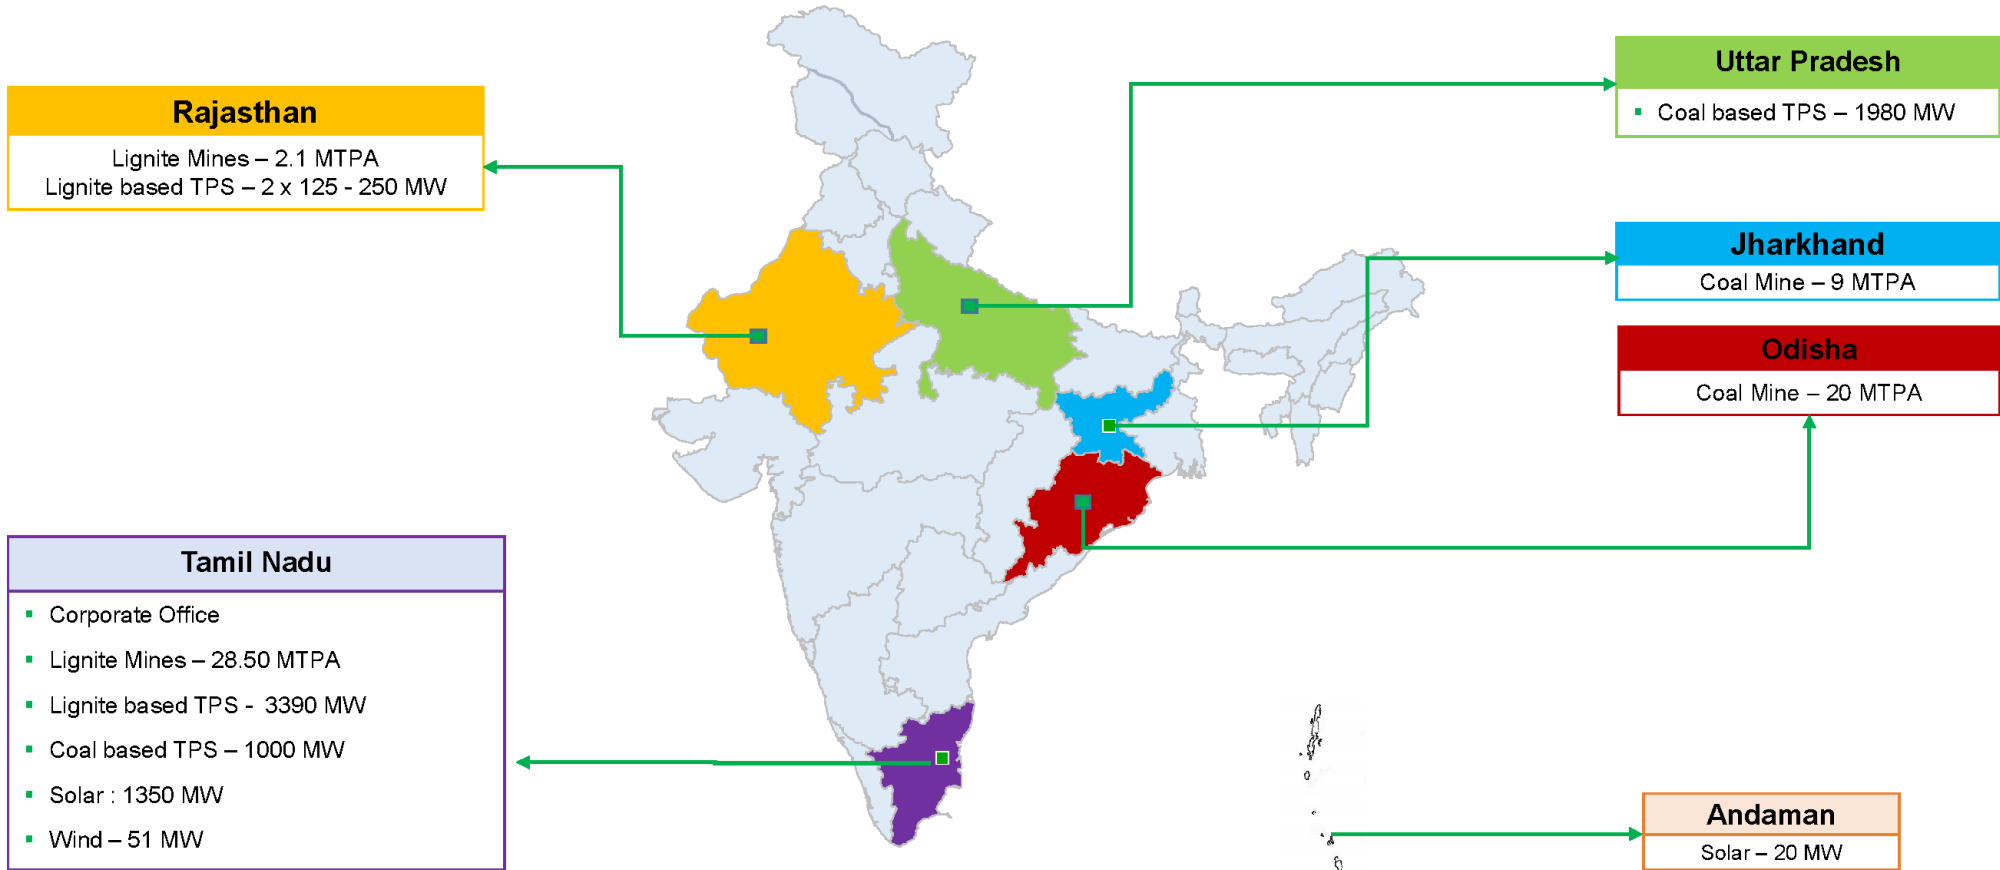 Rajasthan
Lignite Mines – 2.1 MTPA
Lignite based TPS – 2 x 125 - 250 MW
Uttar Pradesh
▪ Coal based TPS – 1980 MW
Jharkhand
Coal Mine – 9 MTPA
Odisha
Coal Mine – 20 MTPA
Tamil Nadu
▪ Corporate Office
▪ Lignite Mines – 28.50 MTPA
▪ Lignite based TPS - 3390 MW
▪ Coal based TPS – 1000 MW
▪ Solar : 1350 MW
▪ Wind – 51 MW
Andaman
Solar – 20 MW